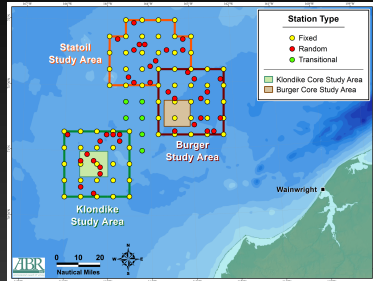 Station Type
Fixed
Random
Transitional
Klondike Core Study Area
Burger Core Study Area
Statoil
Study Area
Burger
Study Area
Wainwright
Klondike
Study Area
ABR
0 10 20
Nautical Miles
N
W E
S